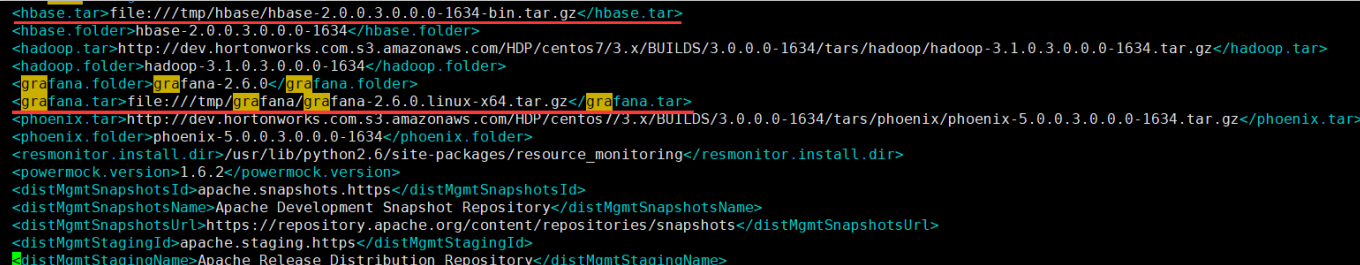 <hbase.tar>file:///tmp/hbase/hbase-2.0.0.3.0.0.0-1634-bin.tar.gz</hbase.tar>
<hbase.folder>hbase-2.0.0.3.0.0.0-1634</hbase.folder>
<hadoop.tar>http://dev.hortonworks.com.s3.amazonaws.com/HDP/centos7/3.x/BUILDS/3.0.0.0-1634/tars/hadoop/hadoop-3.1.0.3.0.0.0-1634.tar.gz</hadoop.tar>
<hadoop.folder>hadoop-3.1.0.3.0.0.0-1634</hadoop.folder>
<grafana.folder>grafana-2.6.0</grafana.folder>
<grafana.tar>file:///tmp/grafana/grafana-2.6.0.linux-x64.tar.gz</grafana.tar>
<phoenix.tar>http://dev.hortonworks.com.s3.amazonaws.com/HDP/centos7/3.x/BUILDS/3.0.0.0-1634/tars/phoenix/phoenix-5.0.0.3.0.0.0-1634.tar.gz</phoenix.tar>
<phoenix.folder>phoenix-5.0.0.3.0.0.0-1634</phoenix.folder>
<resmonitor.install.dir>/usr/lib/python2.6/site-packages/resource_monitoring</resmonitor.install.dir>
<powermock.version>1.6.2</powermock.version>
<distMgmtSnapshotsId>apache.snapshots.https</distMgmtSnapshotsId>
<distMgmtSnapshotsName>Apache Development Snapshot Repository</distMgmtSnapshotsName>
<distMgmtSnapshotsUrl>https://repository.apache.org/content/repositories/snapshots</distMgmtSnapshotsUrl>
<distMgmtStagingId>apache.staging.https</distMgmtStagingId>
<distMgmtStagingName>Apache Release Distribution Repository</distMgmtStagingName>